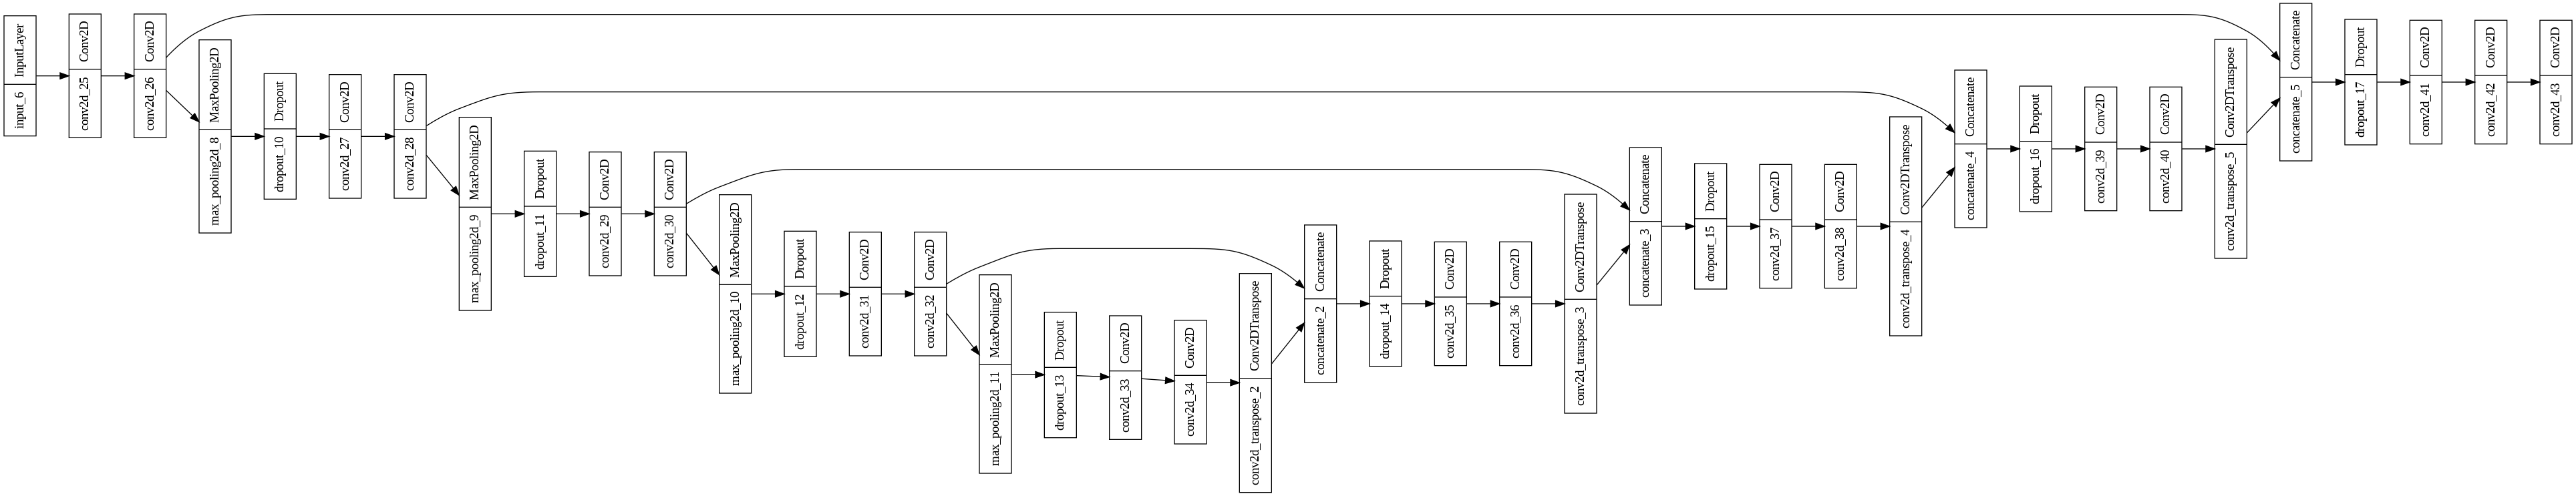 input_6 InputLayer
conv2d_25 Conv2D
conv2d_26 Conv2D
max_pooling2d_8 MaxPooling2D
dropout_10 Dropout
conv2d_27 Conv2D
conv2d_28 Conv2D
max_pooling2d_9 MaxPooling2D
dropout_11 Dropout
conv2d_29 Conv2D
conv2d_30 Conv2D
max_pooling2d_10 MaxPooling2D
dropout_12 Dropout
conv2d_31 Conv2D
conv2d_32 Conv2D
max_pooling2d_11 MaxPooling2D
dropout_13 Dropout
conv2d_33 Conv2D
conv2d_34 Conv2D
conv2d_transpose_2 Conv2DTranspose
concatenate_2 Concatenate
dropout_14 Dropout
conv2d_35 Conv2D
conv2d_36 Conv2D
conv2d_transpose_3 Conv2DTranspose
concatenate_3 Concatenate
dropout_15 Dropout
conv2d_37 Conv2D
conv2d_38 Conv2D
conv2d_transpose_4 Conv2DTranspose
concatenate_4 Concatenate
dropout_16 Dropout
conv2d_39 Conv2D
conv2d_40 Conv2D
conv2d_transpose_5 Conv2DTranspose
concatenate_5 Concatenate
dropout_17 Dropout
conv2d_41 Conv2D
conv2d_42 Conv2D
conv2d_43 Conv2D